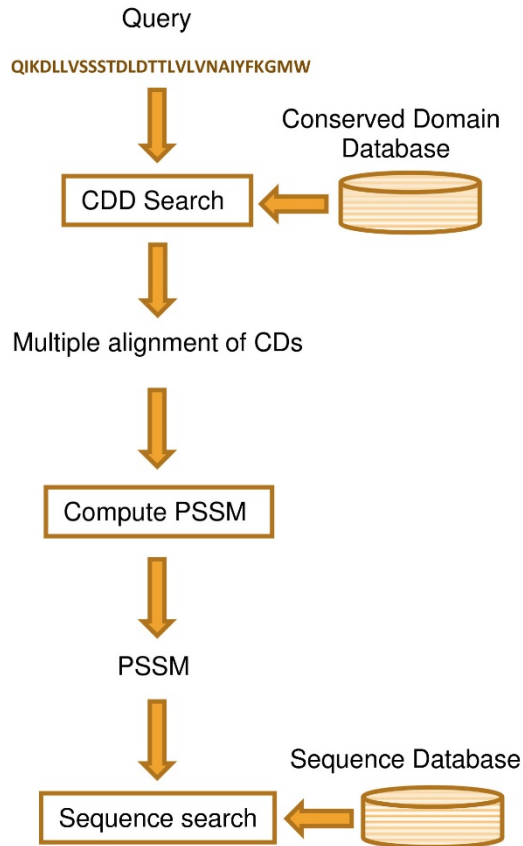 Query
QIKDLLVSSSTDLDTTLVLVNAIYFKGMW
Conserved Domain
Database
CDD Search
Multiple alignment of CDs
Compute PSSM
PSSM
Sequence Database
Sequence search